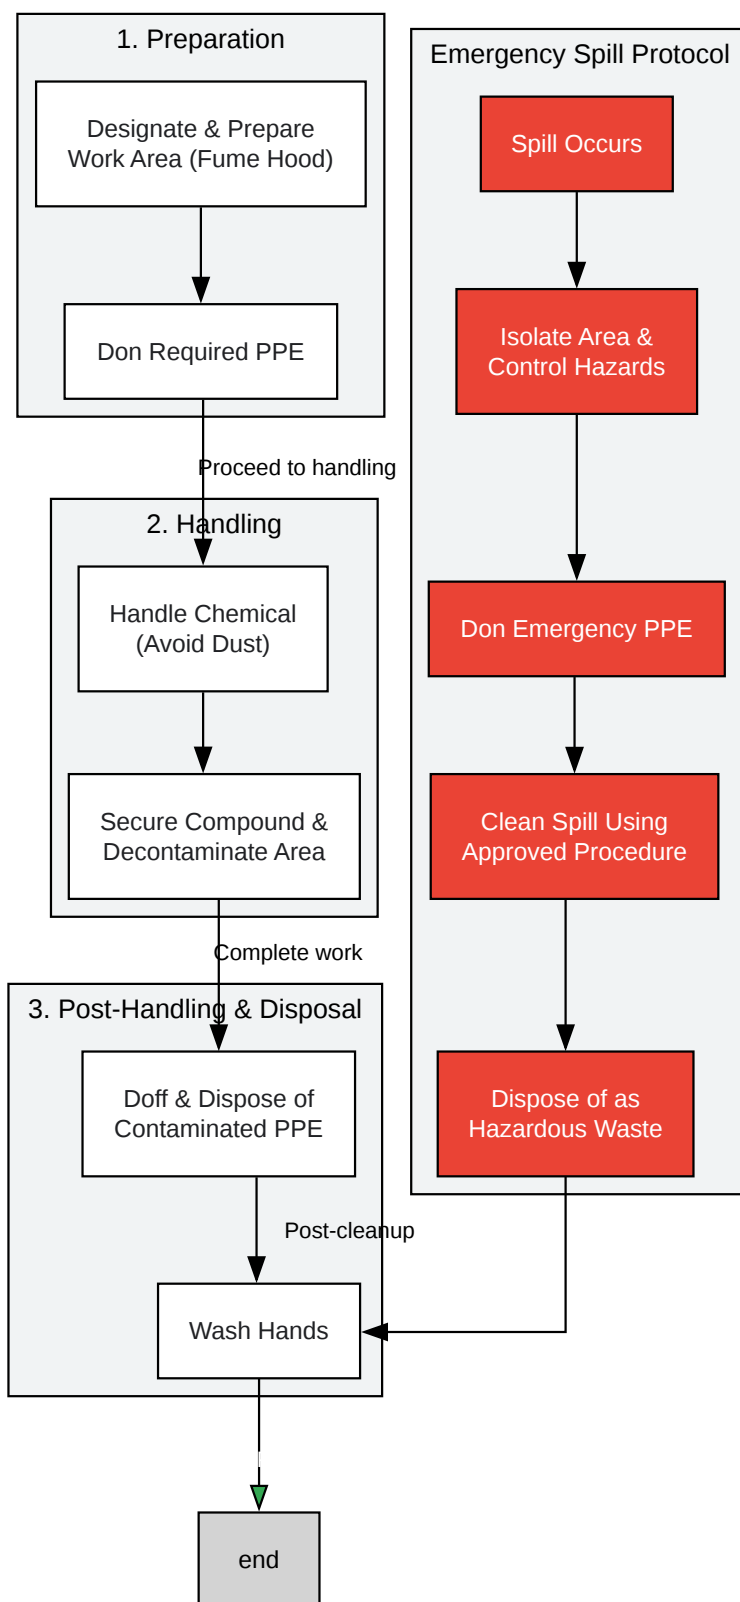 1. Preparation
Designate & Prepare
Work Area (Fume Hood)
Don Required PPE
Proceed to handling
2. Handling
Handle Chemical
(Avoid Dust)
Secure Compound &
Decontaminate Area
Complete work
3. Post-Handling & Disposal
Doff & Dispose of
Contaminated PPE
Post-cleanup
Wash Hands
end
Emergency Spill Protocol
Spill Occurs
Isolate Area &
Control Hazards
Don Emergency PPE
Clean Spill Using
Approved Procedure
Dispose of as
Hazardous Waste